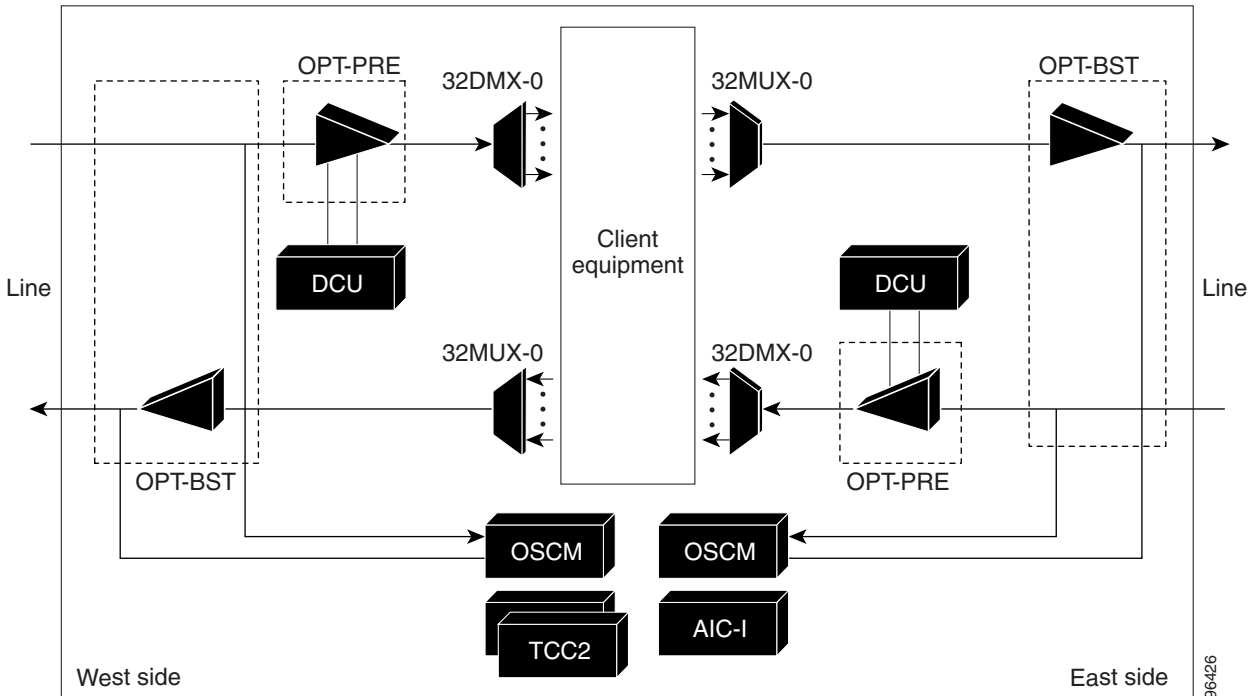 OPT-PRE
32DMX-0
32MUX-0
OPT-BST
Client
equipment
DCU
DCU
Line
Line
32MUX-0
32DMX-0
OPT-BST
OPT-PRE
OSCM
OSCM
TCC2
AIC-I
West side
East side
96426